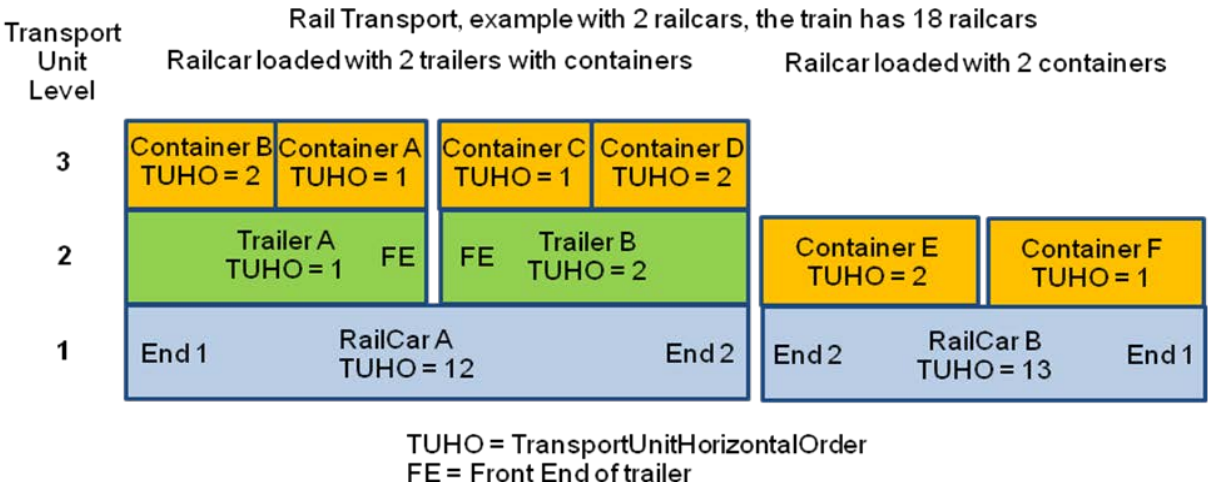 Rail Transport, example with 2 railcars, the train has 18 railcars
Transport
Unit
Level
Railcar loaded with 2 trailers with containers
Railcar loaded with 2 containers
3
Container B
TUHO = 2
Container A
TUHO = 1
Container C
TUHO = 1
Container D
TUHO = 2
2
Trailer A
TUHO = 1
FE
FE
Trailer B
TUHO = 2
Container E
TUHO = 2
Container F
TUHO = 1
1
End 1
RailCar A
TUHO = 12
End 2
End 2
RailCar B
TUHO = 13
End 1
TUHO = TransportUnitHorizontalOrder
FE = Front End of trailer